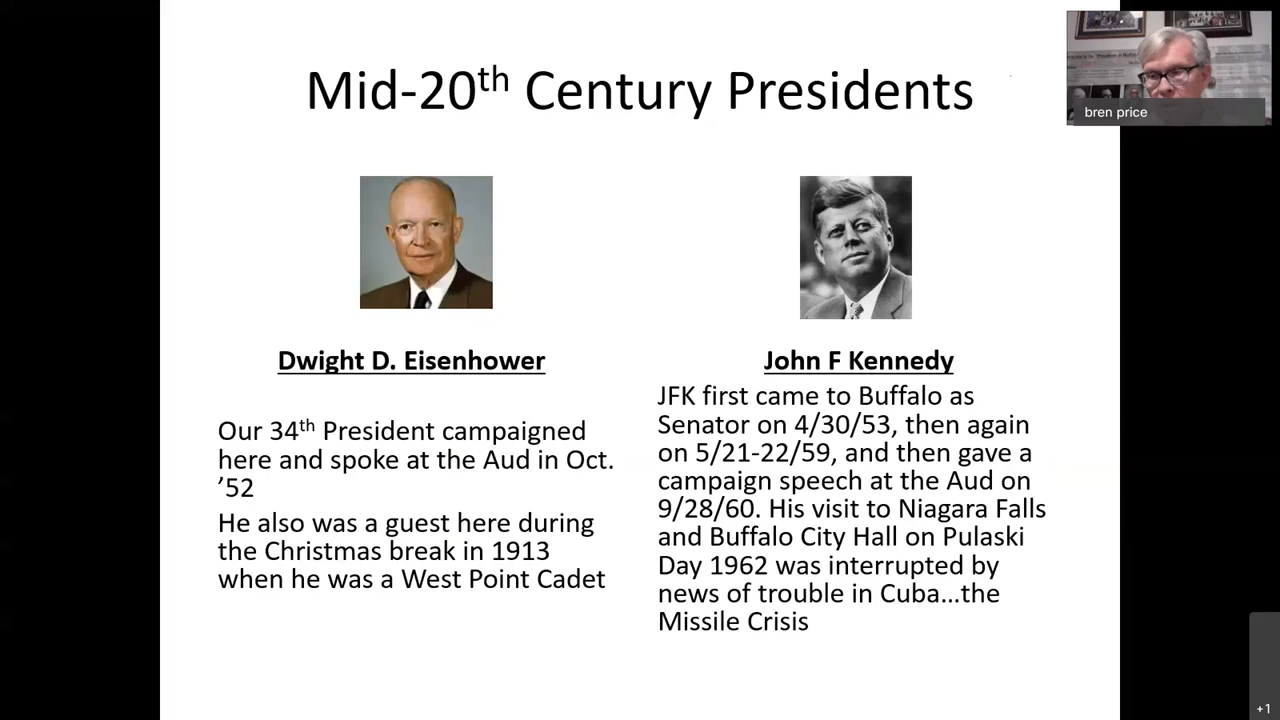 Mid-20th Century Presidents
bren price
Dwight D. Eisenhower
Our 34th President campaigned
here and spoke at the Aud in Oct.
’52
He also was a guest here during
the Christmas break in 1913
when he was a West Point Cadet
John F Kennedy
JFK first came to Buffalo as
Senator on 4/30/53, then again
on 5/21-22/59, and then gave a
campaign speech at the Aud on
9/28/60. His visit to Niagara Falls
and Buffalo City Hall on Pulaski
Day 1962 was interrupted by
news of trouble in Cuba…the
Missile Crisis
+1